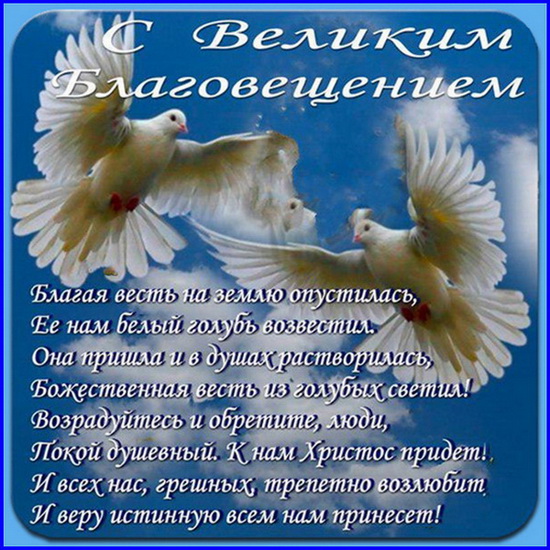 С Великим
Благовещением
Благая весть на землю опустилась,
Ее нам белый голубь возвестил.
Она пришла и в душах растворилась,
Божественная весть из голубых светил!
Возрадуйтесь и обретите, люди,
Покой душевный. К нам Христос придет!
И всех нас, грешных, трепетно возлюбит
И веру истинную всем нам принесет!